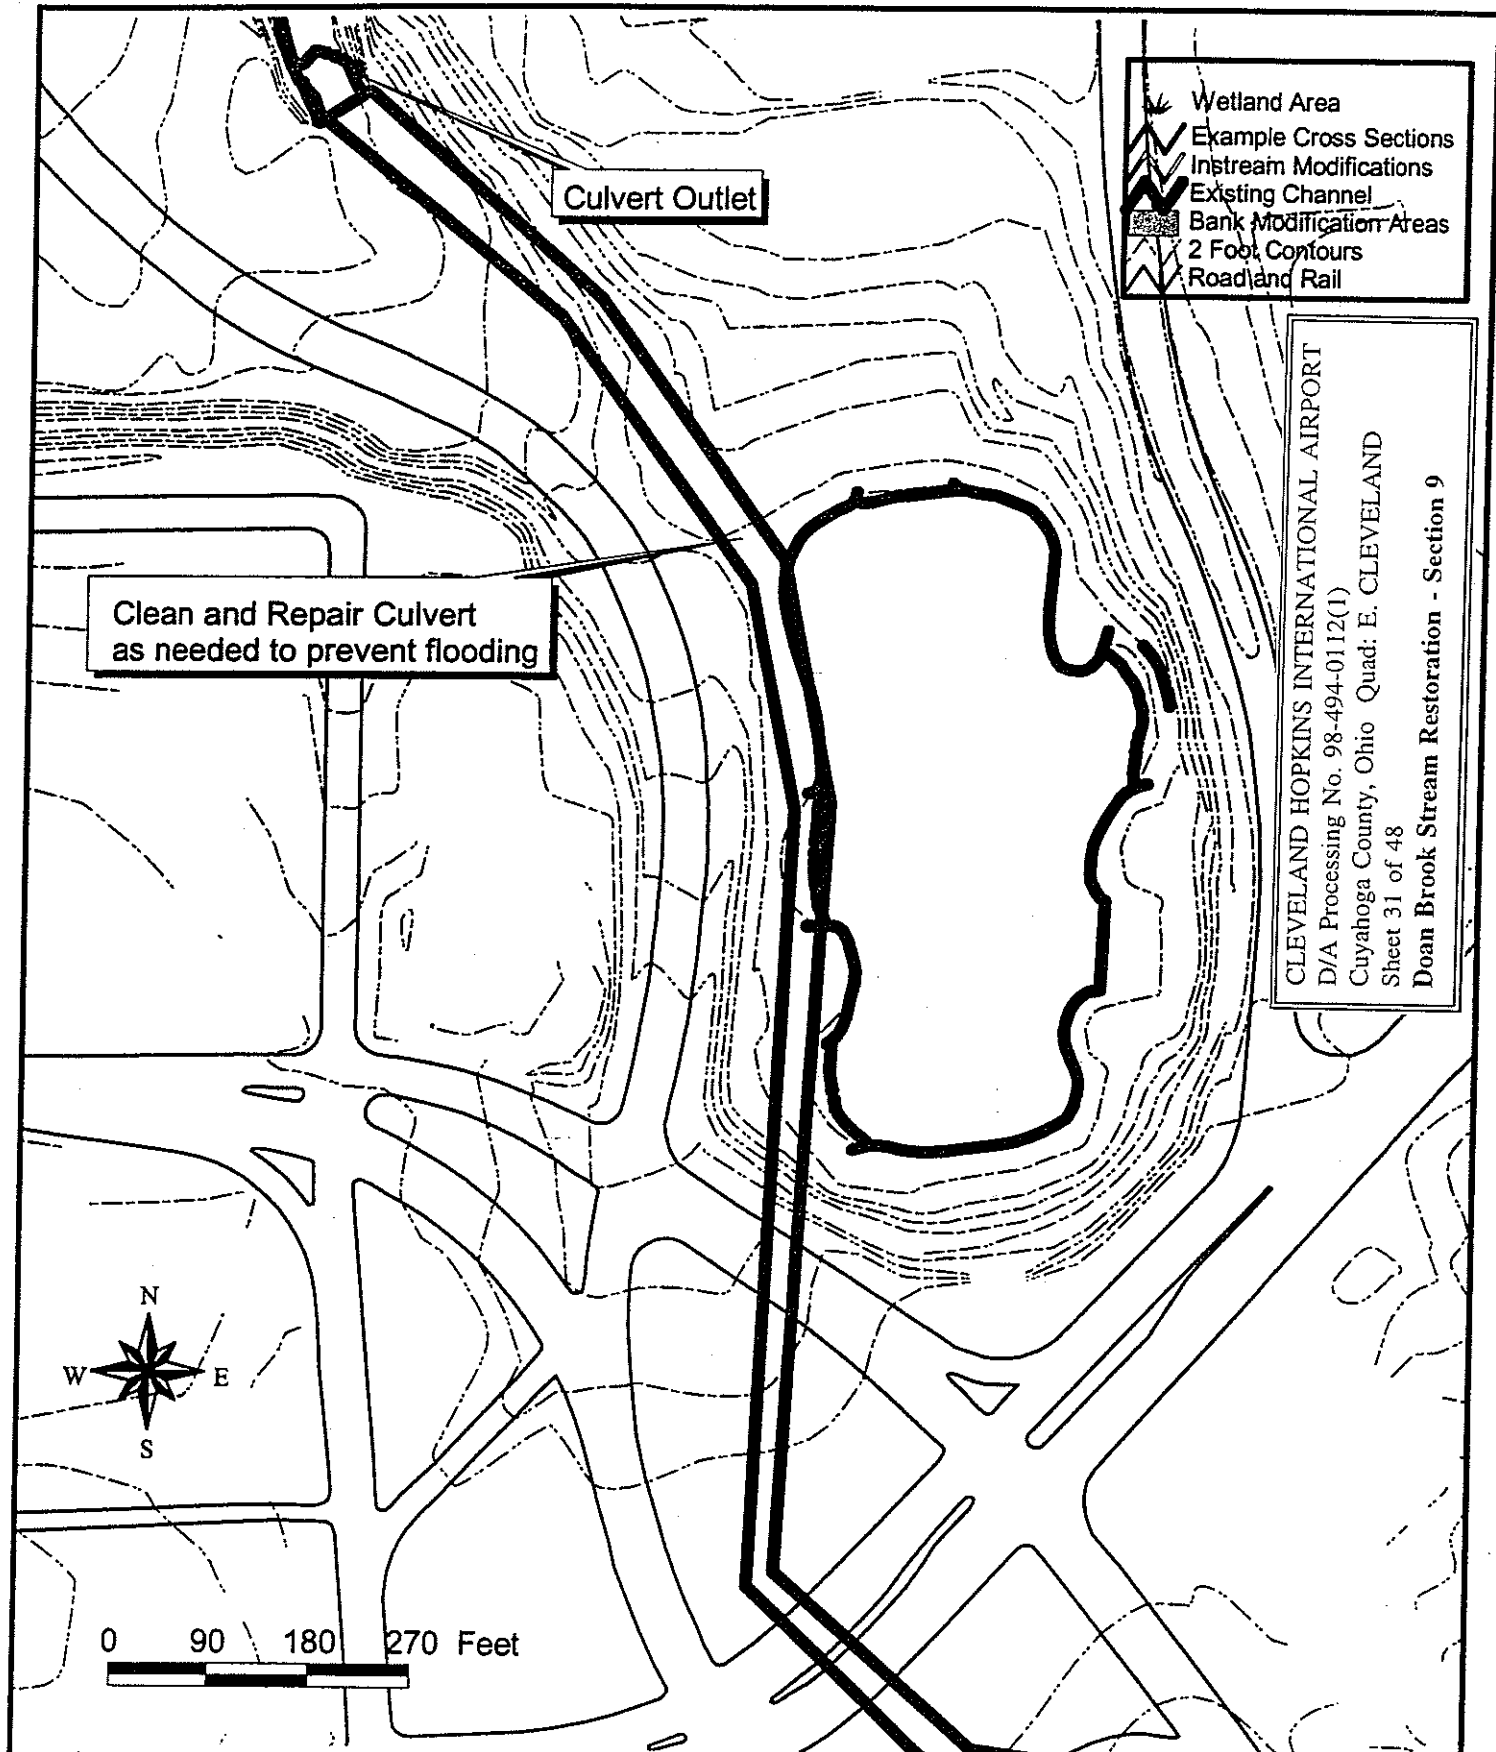 Wetland Area
Example Cross Sections
Instream Modifications
Existing Channel
Bank Modification Areas
2 Foot Contours
Road and Rail
Culvert Outlet
CLEVELAND HOPKINS INTERNATIONAL AIRPORT
D/A Processing No. 98-494-0112(1)
Cuyahoga County, Ohio Quad: E. CLEVELAND
Sheet 31 of 48
Doan Brook Stream Restoration - Section 9
Clean and Repair Culvert
as needed to prevent flooding
N
W E
S
0 90 180 270 Feet